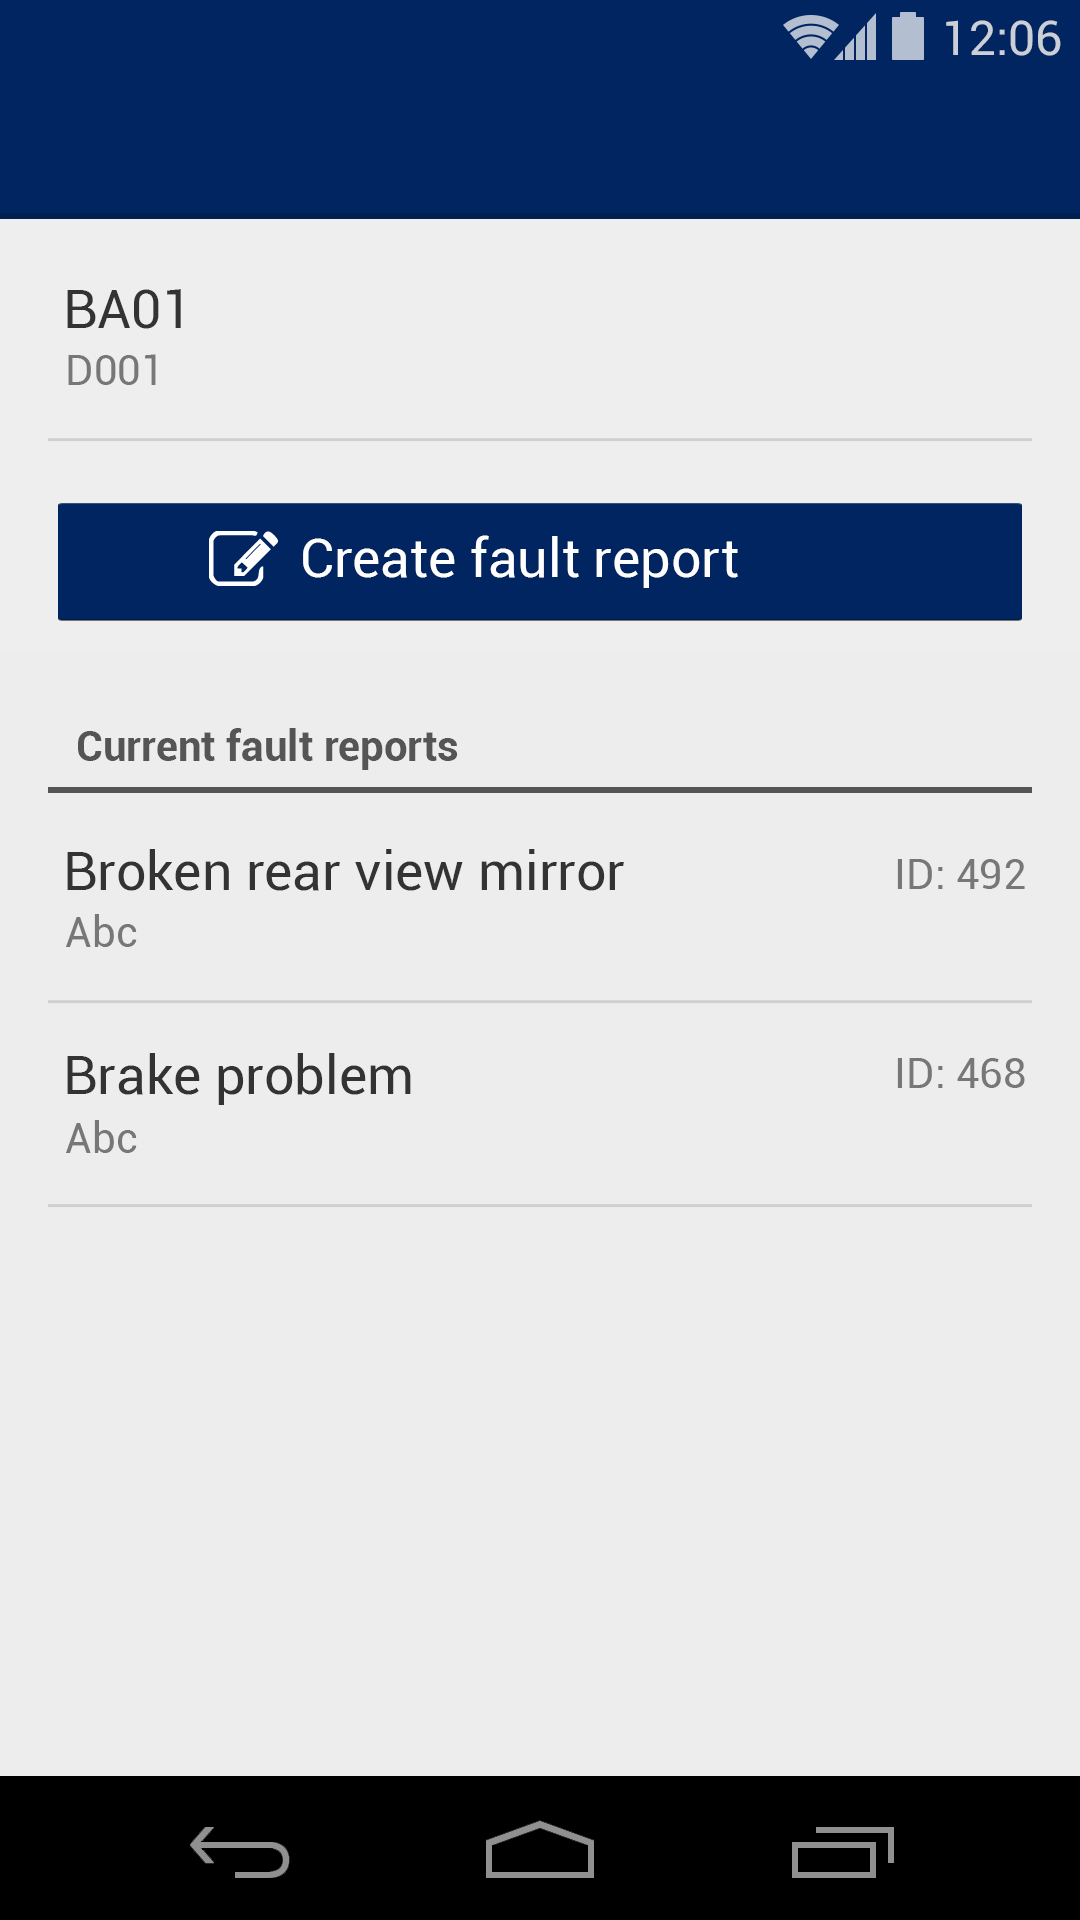 12:06
BA01
D001
Create fault report
Current fault reports
Broken rear view mirror
ID: 492
Abc
Brake problem
ID: 468
Abc